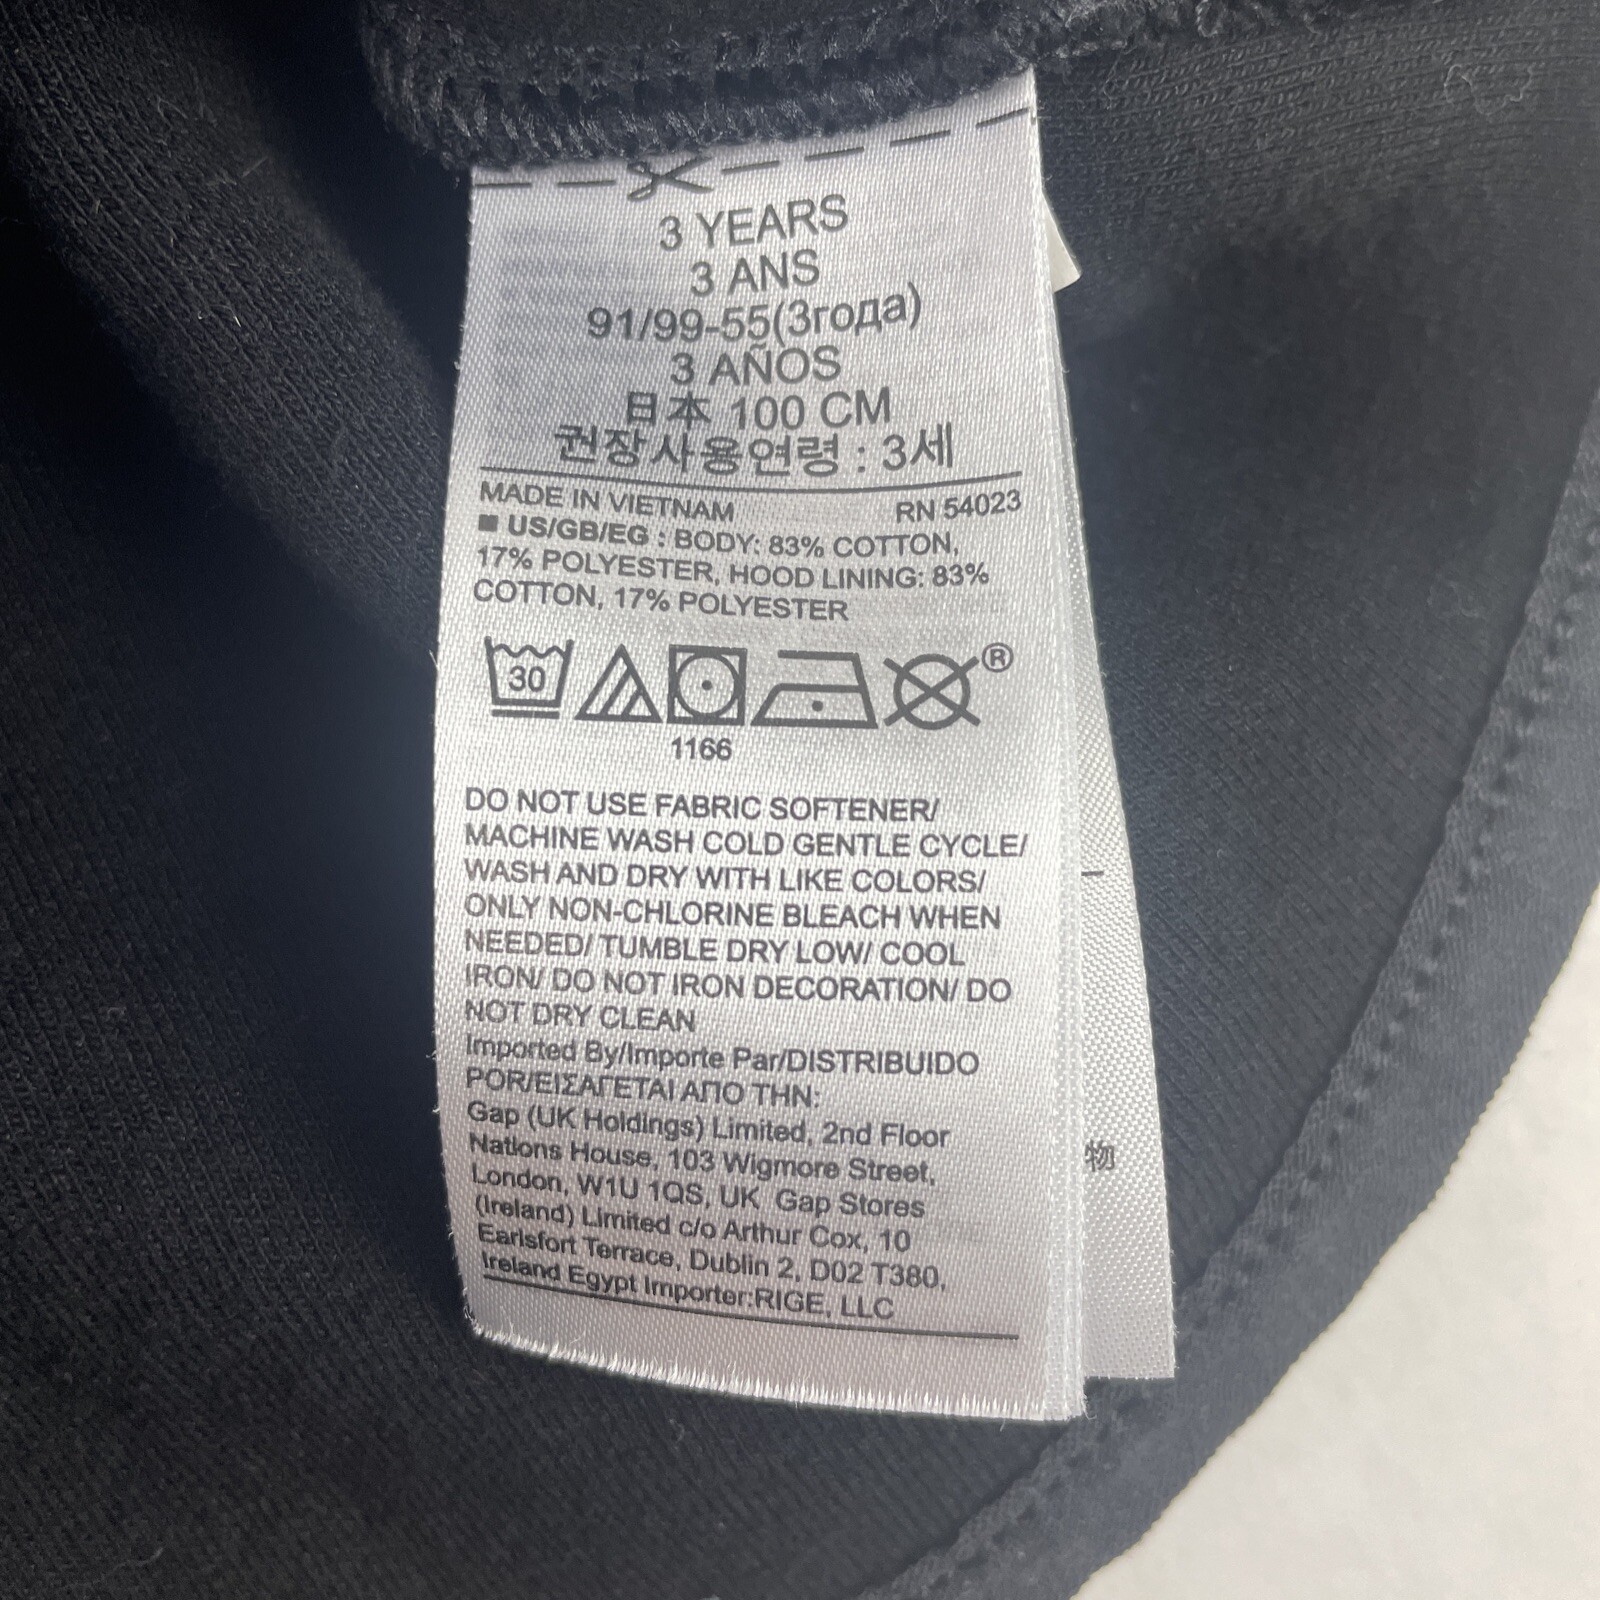 3 YEARS
3 ANS
91/99-55(3года)
3 AÑOS
日本 100 CM
권장사용연령 : 3세
MADE IN VIETNAM RN 54023
■ US/GB/EG : BODY: 83% COTTON,
17% POLYESTER, HOOD LINING: 83%
COTTON, 17% POLYESTER
30
®
1166
DO NOT USE FABRIC SOFTENER/
MACHINE WASH COLD GENTLE CYCLE/
WASH AND DRY WITH LIKE COLORS/
ONLY NON-CHLORINE BLEACH WHEN
NEEDED/ TUMBLE DRY LOW/ COOL
IRON/ DO NOT IRON DECORATION/ DO
NOT DRY CLEAN
Imported By/Importe Par/DISTRIBUIDO
POR/ΕΙΣΑΓΕΤΑΙ ΑΠΟ ΤΗΝ:
Gap (UK Holdings) Limited, 2nd Floor
Nations House, 103 Wigmore Street,
London, W1U 1QS, UK Gap Stores
(Ireland) Limited c/o Arthur Cox, 10
Earlsfort Terrace, Dublin 2, D02 T380,
Ireland Egypt Importer:RIGE, LLC
物